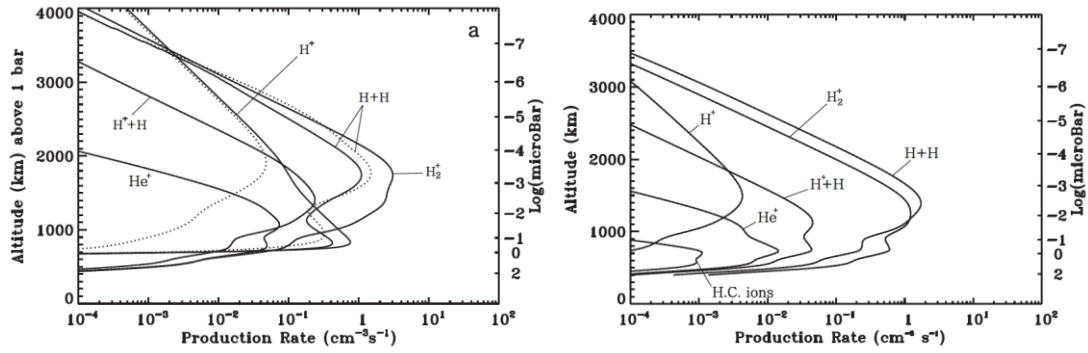 a
Altitude (km) above 1 bar
4000
3000
2000
1000
0
H⁺
H+H
H⁺+H
He⁺
H₂⁺
-7
-6
-5
-4
-3
-2
-1
0
2
Log(microBar)
10⁻⁴ 10⁻³ 10⁻² 10⁻¹ 10⁰ 10¹ 10²
Production Rate (cm⁻³s⁻¹)
Altitude (km)
4000
3000
2000
1000
0
H₂⁺
H⁺
H+H
H⁺+H
He⁺
H.C. ions
-7
-6
-5
-4
-3
-2
-1
0
2
Log(microBar)
10⁻⁴ 10⁻³ 10⁻² 10⁻¹ 1 10¹ 10²
Production Rate (cm⁻³ s⁻¹)